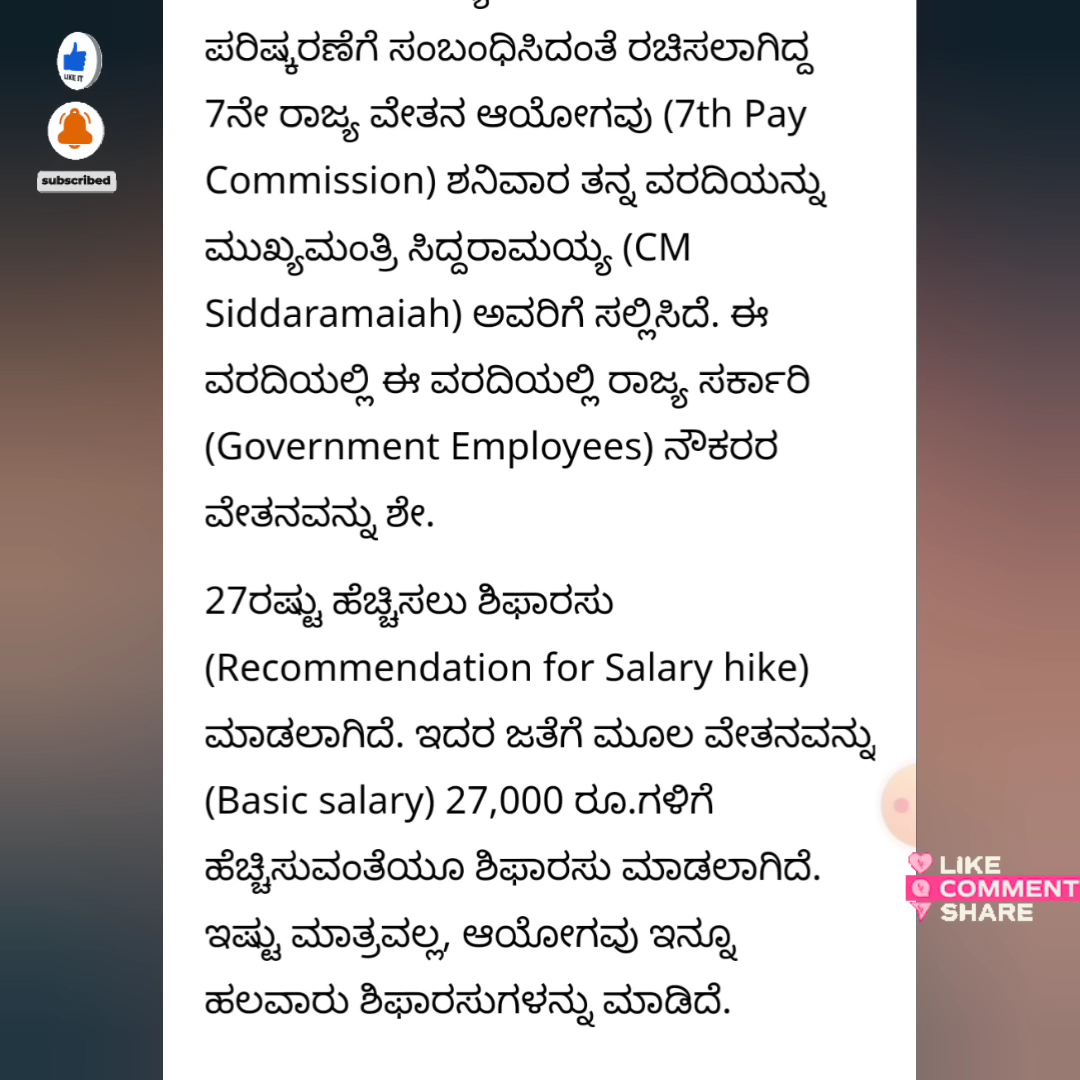 LIKE IT
subscribed
ಪರಿಷ್ಕರಣೆಗೆ ಸಂಬಂಧಿಸಿದಂತೆ ರಚಿಸಲಾಗಿದ್ದ
7ನೇ ರಾಜ್ಯ ವೇತನ ಆಯೋಗವು (7th Pay
Commission) ಶನಿವಾರ ತನ್ನ ವರದಿಯನ್ನು
ಮುಖ್ಯಮಂತ್ರಿ ಸಿದ್ದರಾಮಯ್ಯ (CM
Siddaramaiah) ಅವರಿಗೆ ಸಲ್ಲಿಸಿದೆ. ಈ
ವರದಿಯಲ್ಲಿ ಈ ವರದಿಯಲ್ಲಿ ರಾಜ್ಯ ಸರ್ಕಾರಿ
(Government Employees) ನೌಕರರ
ವೇತನವನ್ನು ಶೇ.
27ರಷ್ಟು ಹೆಚ್ಚಿಸಲು ಶಿಫಾರಸು
(Recommendation for Salary hike)
ಮಾಡಲಾಗಿದೆ. ಇದರ ಜತೆಗೆ ಮೂಲ ವೇತನವನ್ನು
(Basic salary) 27,000 ರೂ.ಗಳಿಗೆ
ಹೆಚ್ಚಿಸುವಂತೆಯೂ ಶಿಫಾರಸು ಮಾಡಲಾಗಿದೆ.
ಇಷ್ಟು ಮಾತ್ರವಲ್ಲ, ಆಯೋಗವು ಇನ್ನೂ
ಹಲವಾರು ಶಿಫಾರಸುಗಳನ್ನು ಮಾಡಿದೆ.
LIKE
COMMENT
SHARE